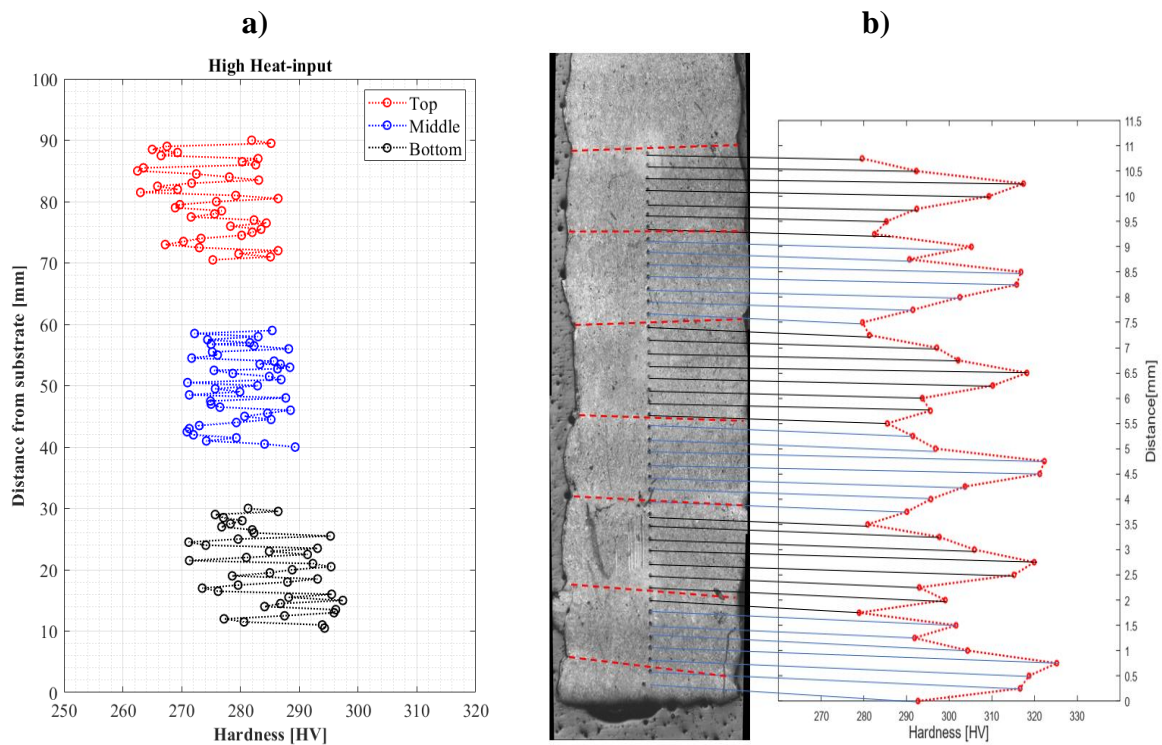 a)
b)
High Heat-input
Top
Middle
Bottom
100
90
80
70
60
50
40
30
20
10
0
Distance from substrate [mm]
250 260 270 280 290 300 310 320
Hardness [HV]
11.5
11
10.5
10
9.5
9
8.5
8
7.5
7
6.5
6
5.5
5
4.5
4
3.5
3
2.5
2
1.5
1
0.5
0
Distance[mm]
270 280 290 300 310 320 330
Hardness [HV]